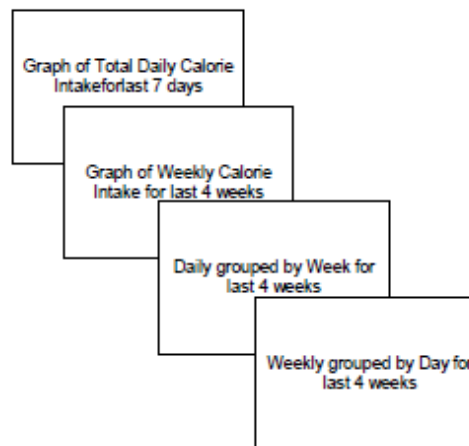 Graph of Total Daily Calorie
Intakeforlast 7 days
Graph of Weekly Calorie
Intake for last 4 weeks
Daily grouped by Week for
last 4 weeks
Weekly grouped by Day for
last 4 weeks